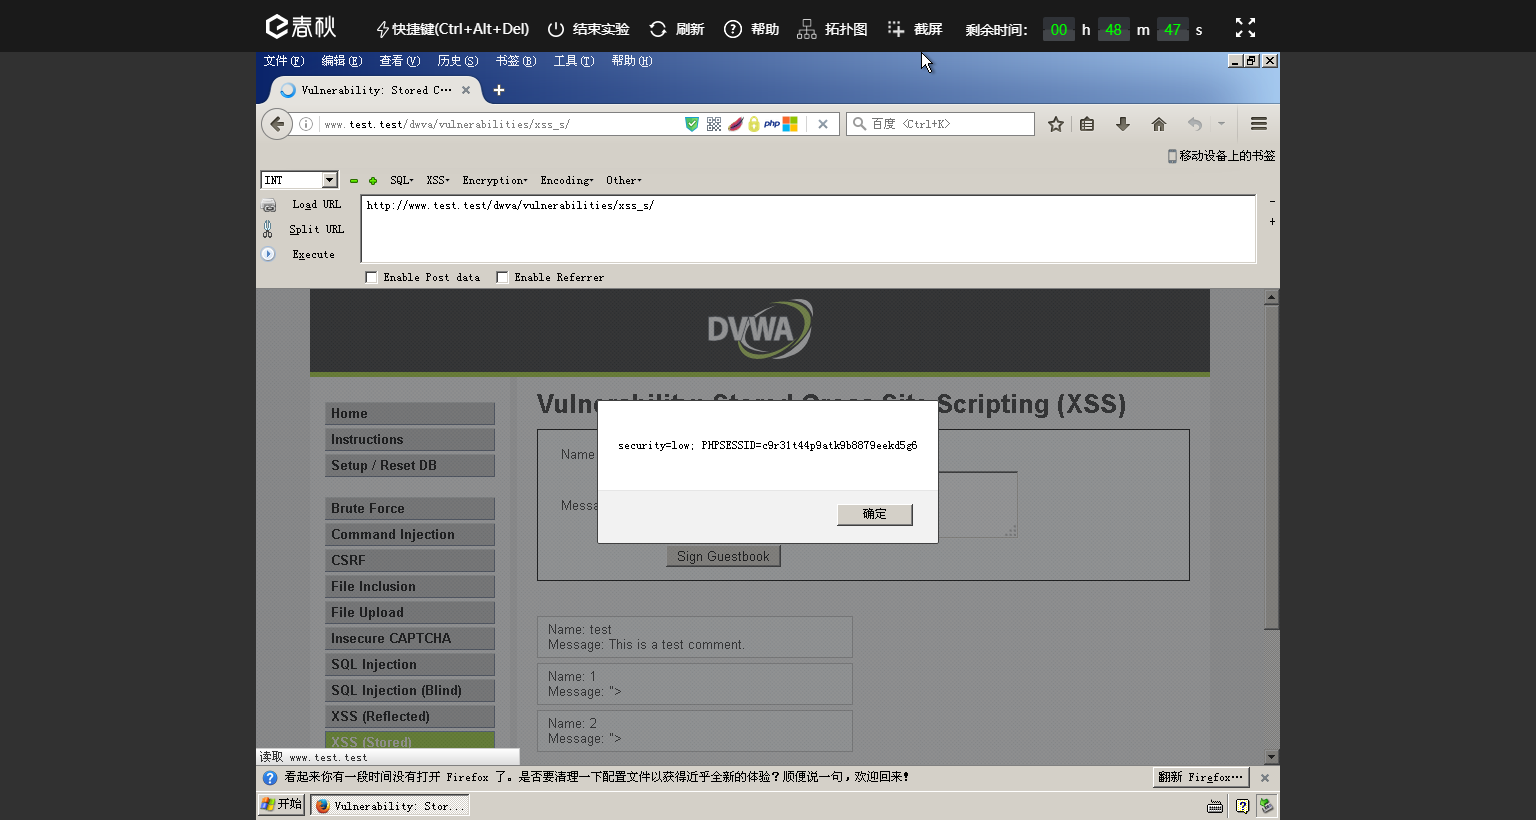 e春秋 快捷键(Ctrl+Alt+Del) 结束实验 刷新 帮助 拓扑图 截屏 剩余时间: 00 h 48 m 47 s
文件(F) 编辑(E) 查看(V) 历史(S) 书签(B) 工具(T) 帮助(H)
Vulnerability: Stored C···
www.test.test/dwva/vulnerabilities/xss_s/ php 百度 <Ctrl+K>
移动设备上的书签
INT SQL XSS Encryption Encoding Other
Load URL http://www.test.test/dwva/vulnerabilities/xss_s/
Split URL
Execute
Enable Post data Enable Referrer
DVWA
Home
Instructions
Setup / Reset DB
Brute Force
Command Injection
CSRF
File Inclusion
File Upload
Insecure CAPTCHA
SQL Injection
SQL Injection (Blind)
XSS (Reflected)
XSS (Stored)
Vulnerability: Stored Cross Site Scripting (XSS)
Name
Messa
security=low; PHPSESSID=c9r31t44p9atk9b8879eekd5g6
确定
Sign Guestbook
Name: test
Message: This is a test comment.
Name: 1
Message: ">
Name: 2
Message: ">
读取 www.test.test
看起来你有一段时间没有打开 Firefox 了。是否要清理一下配置文件以获得近乎全新的体验？顺便说一句，欢迎回来! 翻新 Firefox···
开始 Vulnerability: Stor...